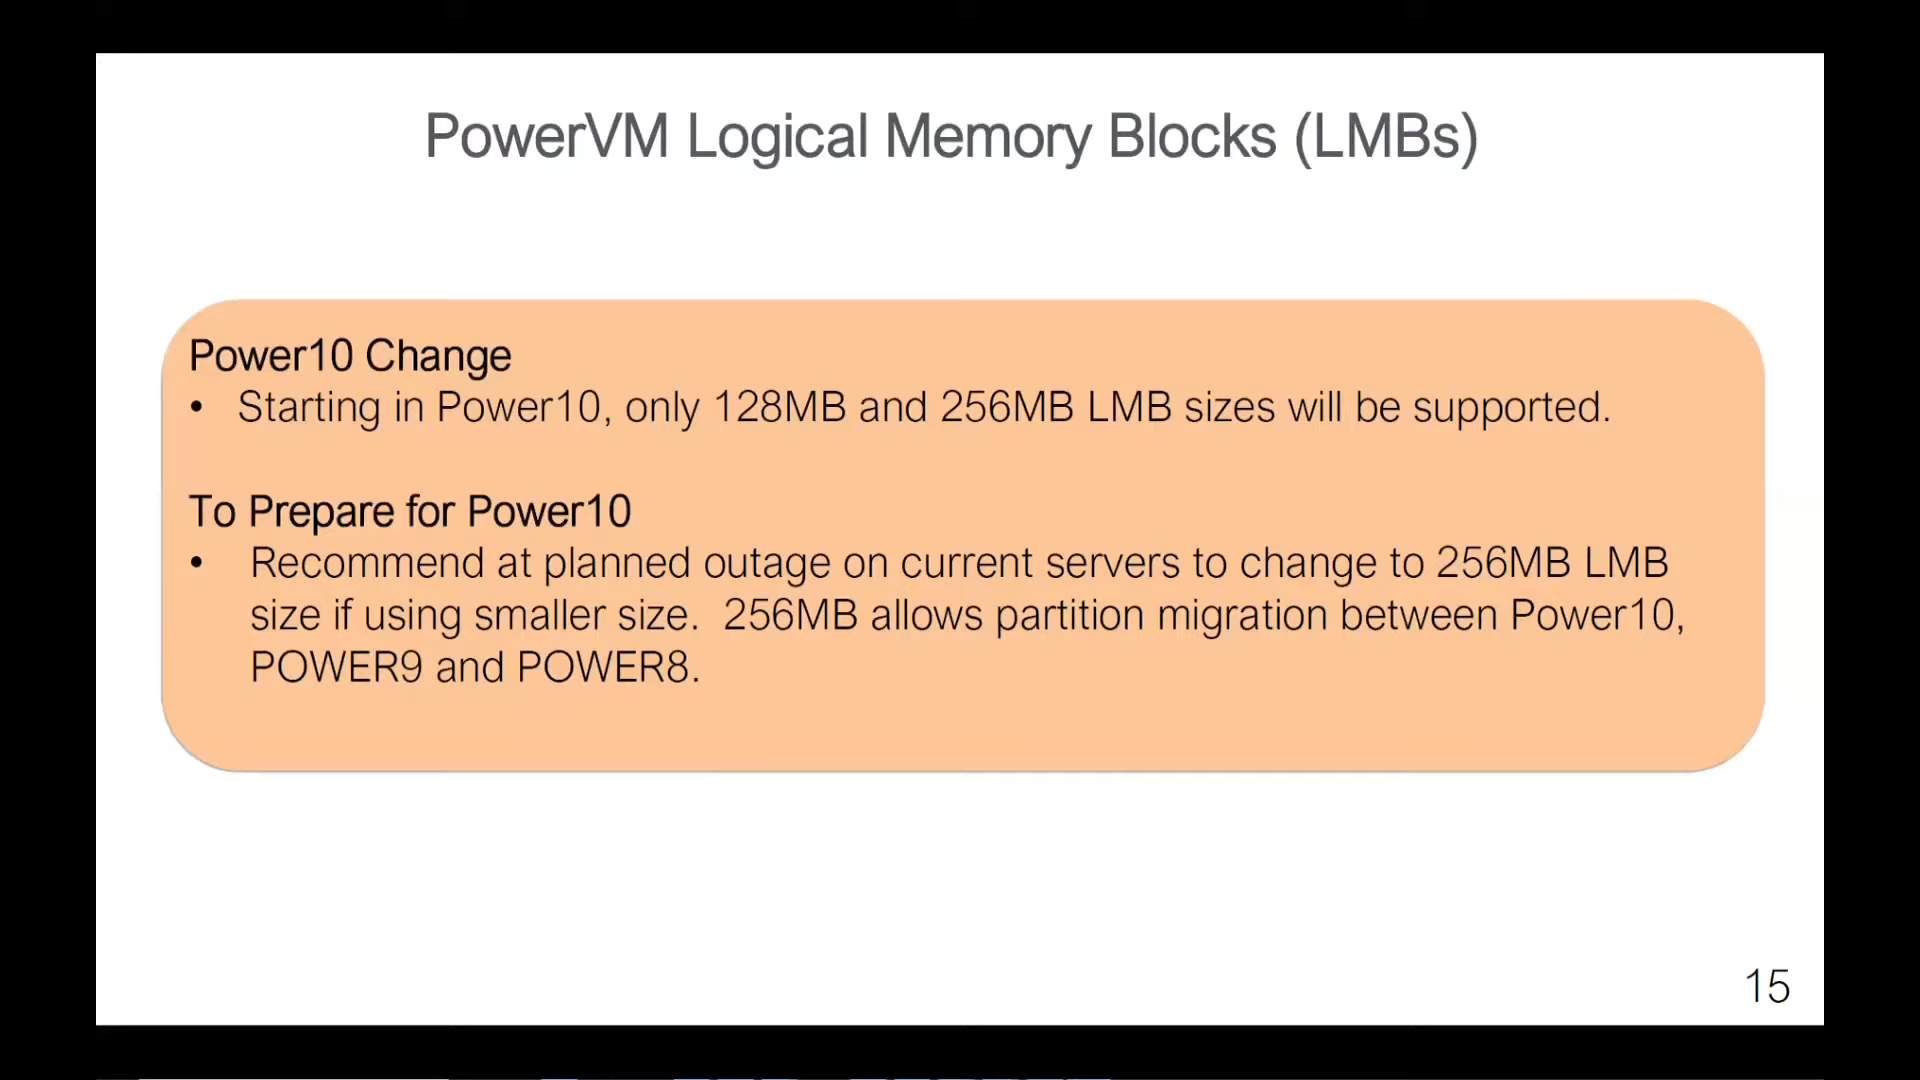 PowerVM Logical Memory Blocks (LMBs)
Power10 Change
• Starting in Power10, only 128MB and 256MB LMB sizes will be supported.
To Prepare for Power10
• Recommend at planned outage on current servers to change to 256MB LMB
size if using smaller size.  256MB allows partition migration between Power10,
POWER9 and POWER8.
15